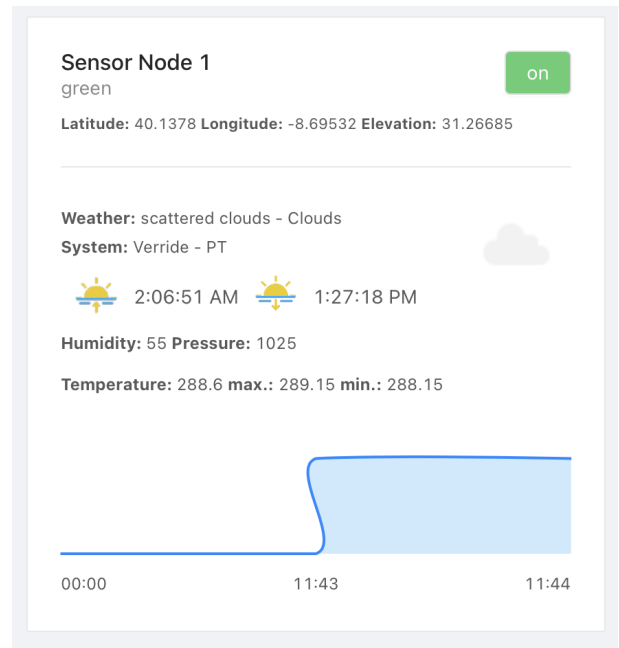 Sensor Node 1
on
green
Latitude: 40.1378 Longitude: -8.69532 Elevation: 31.26685
Weather: scattered clouds - Clouds
System: Verride - PT
2:06:51 AM 1:27:18 PM
Humidity: 55 Pressure: 1025
Temperature: 288.6 max.: 289.15 min.: 288.15
00:00 11:43 11:44